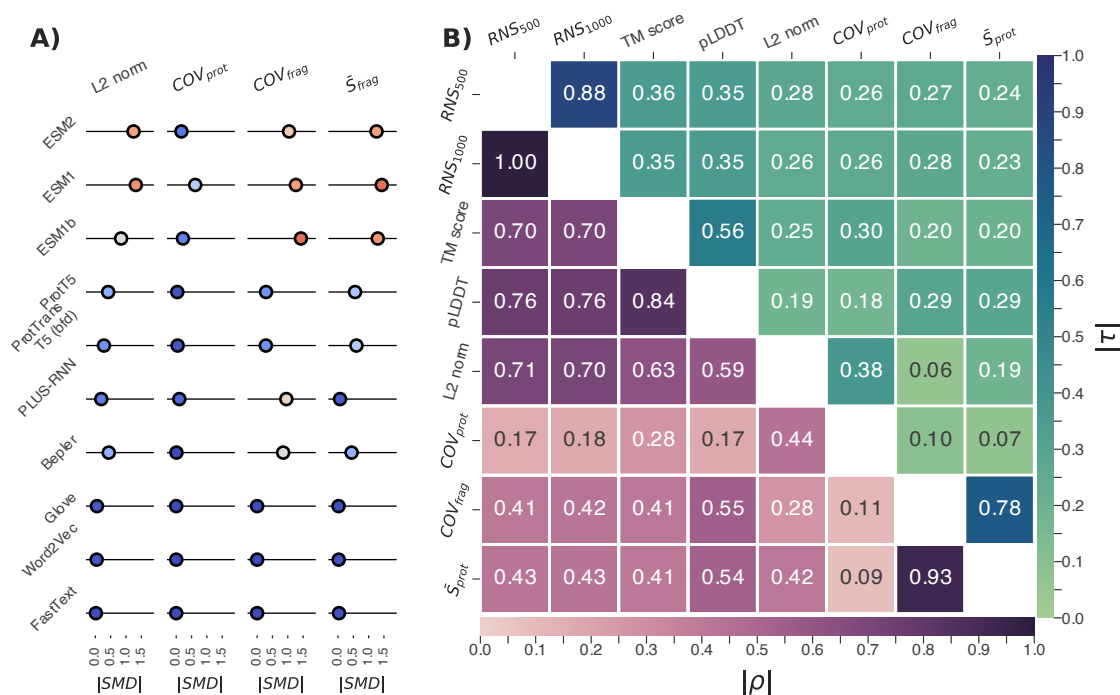 A)
L2 norm COV_prot COV_frag S̄_frag
ESM2
ESM1
ESM1b
ProtT5
ProtTrans
T5 (bfd)
PLUS-RNN
Bepler
Glove
Word2Vec
FastText
0.0 0.5 1.0 1.5 0.0 0.5 1.0 1.5 0.0 0.5 1.0 1.5 0.0 0.5 1.0 1.5
|SMD| |SMD| |SMD| |SMD|
B)
RNS_500 RNS_1000 TM score pLDDT L2 norm COV_prot COV_frag S̄_prot
RNS_500 0.88 0.36 0.35 0.28 0.26 0.27 0.24
RNS_1000 1.00 0.35 0.35 0.26 0.26 0.28 0.23
TM score 0.70 0.70 0.56 0.25 0.30 0.20 0.20
pLDDT 0.76 0.76 0.84 0.19 0.18 0.29 0.29
L2 norm 0.71 0.70 0.63 0.59 0.38 0.06 0.19
COV_prot 0.17 0.18 0.28 0.17 0.44 0.10 0.07
COV_frag 0.41 0.42 0.41 0.55 0.28 0.11 0.78
S̄_prot 0.43 0.43 0.41 0.54 0.42 0.09 0.93
0.0 0.1 0.2 0.3 0.4 0.5 0.6 0.7 0.8 0.9 1.0
|ρ|
1.0
0.9
0.8
0.7
0.6
0.5
0.4
0.3
0.2
0.1
0.0
|τ|